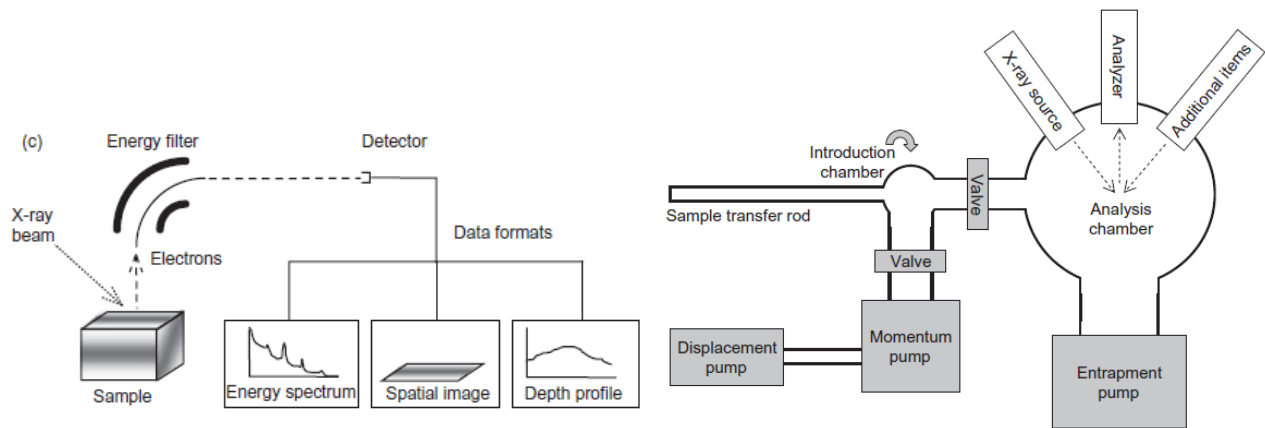 (c)
Energy filter
Detector
X-ray
beam
Electrons
Data formats
Sample
Energy spectrum
Spatial image
Depth profile
X-ray source
Analyzer
Additional items
Introduction
chamber
Valve
Sample transfer rod
Analysis
chamber
Valve
Displacement
pump
Momentum
pump
Entrapment
pump